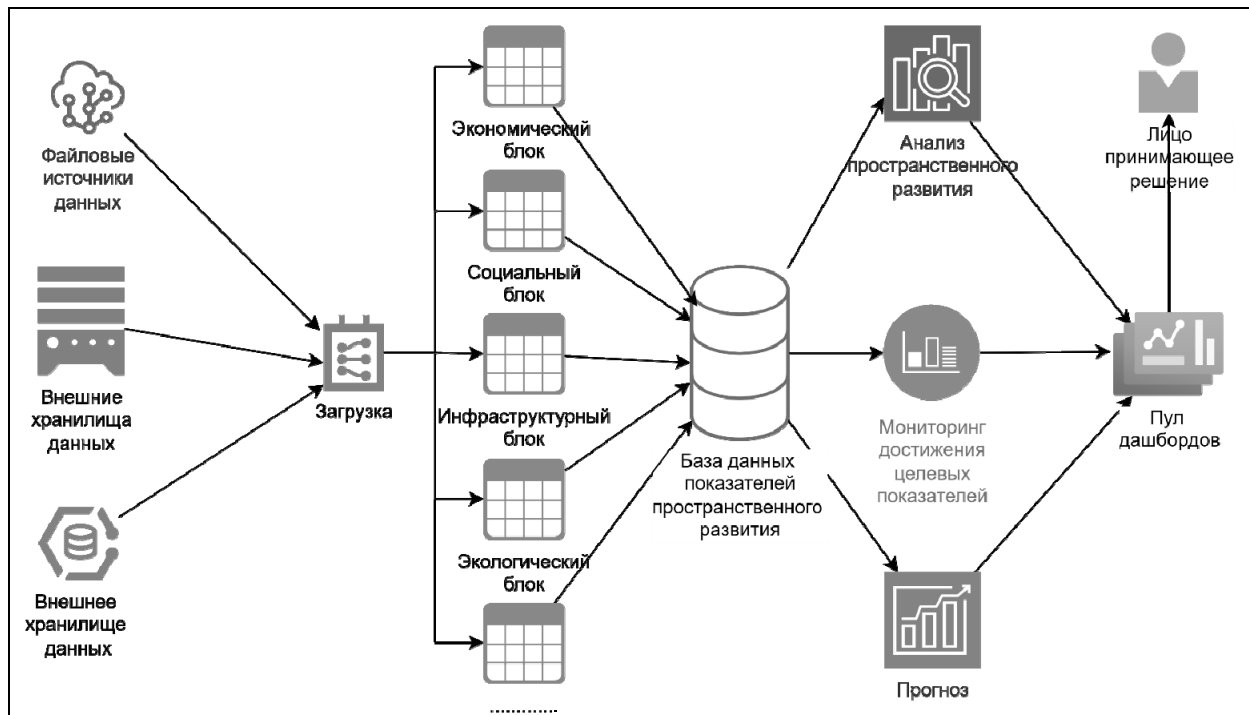 Файловые
источники
данных
Внешние
хранилища
данных
Внешнее
хранилище
данных
Загрузка
Экономический
блок
Социальный
блок
Инфраструктурный
блок
Экологический
блок
...........
База данных
показателей
пространственного
развития
Анализ
пространственного
развития
Мониторинг
достижения
целевых
показателей
Прогноз
Лицо
принимающее
решение
Пул
дашбордов